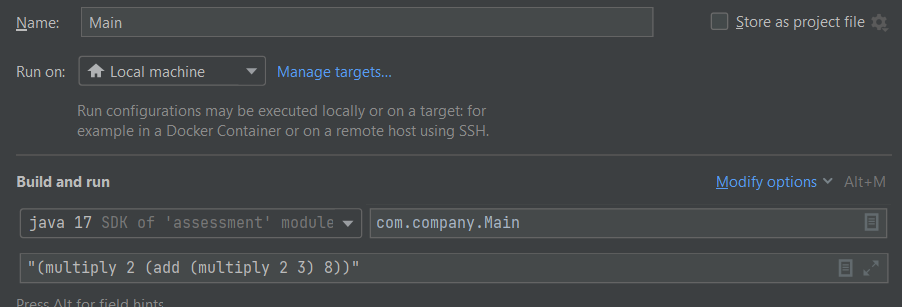 Name: Main Store as project file
Run on: Local machine Manage targets...
Run configurations may be executed locally or on a target: for
example in a Docker Container or on a remote host using SSH.
Build and run Modify options Alt+M
java 17 SDK of 'assessment' module com.company.Main
"(multiply 2 (add (multiply 2 3) 8))"
Press Alt for field hints